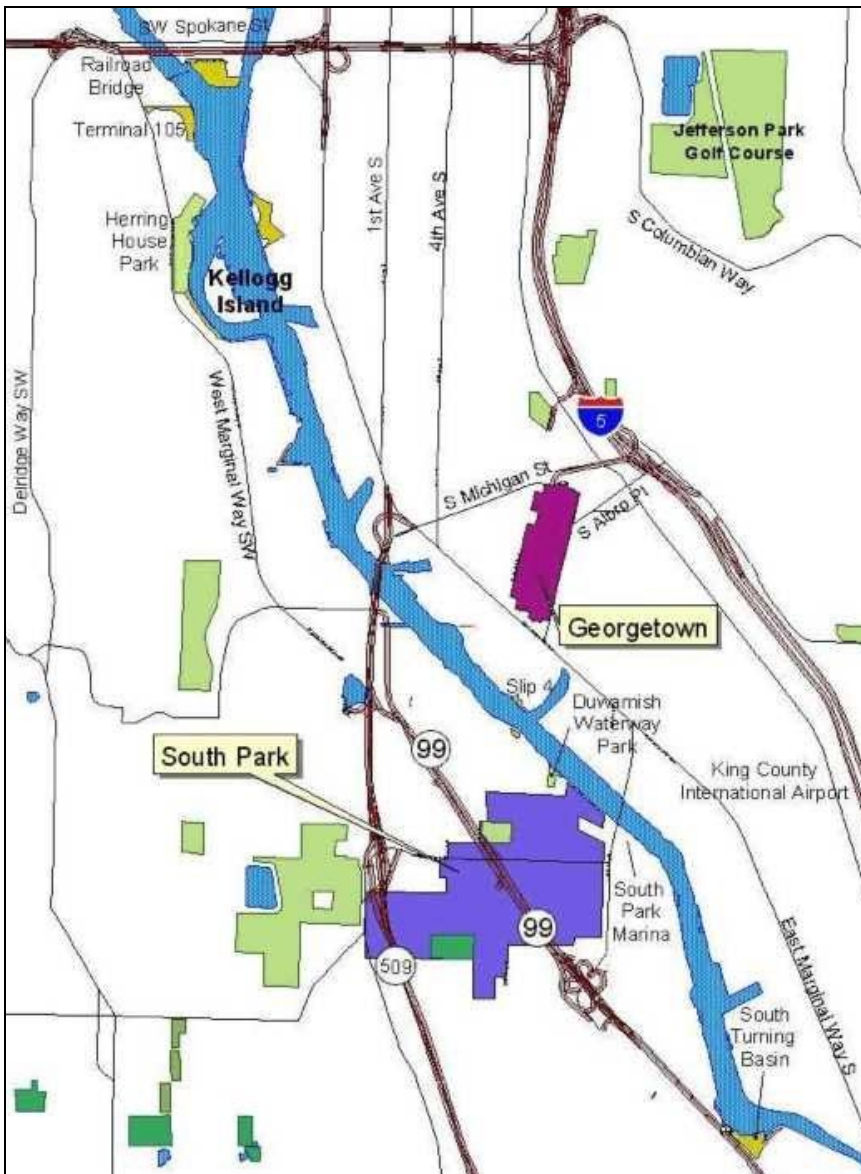 SW Spokane St
Railroad
Bridge
Terminal 105
Jefferson Park
Golf Course
1st Ave S
4th Ave S
Herring
House
Park
S Columbian Way
Kellogg
Island
Delridge Way SW
West Marginal Way SW
5
S Michigan St
S Albro Pl
Georgetown
Slip 4
Duwamish
Waterway
Park
99
South Park
King County
International Airport
South
Park
Marina
99
509
East Marginal Way S
South
Turning
Basin